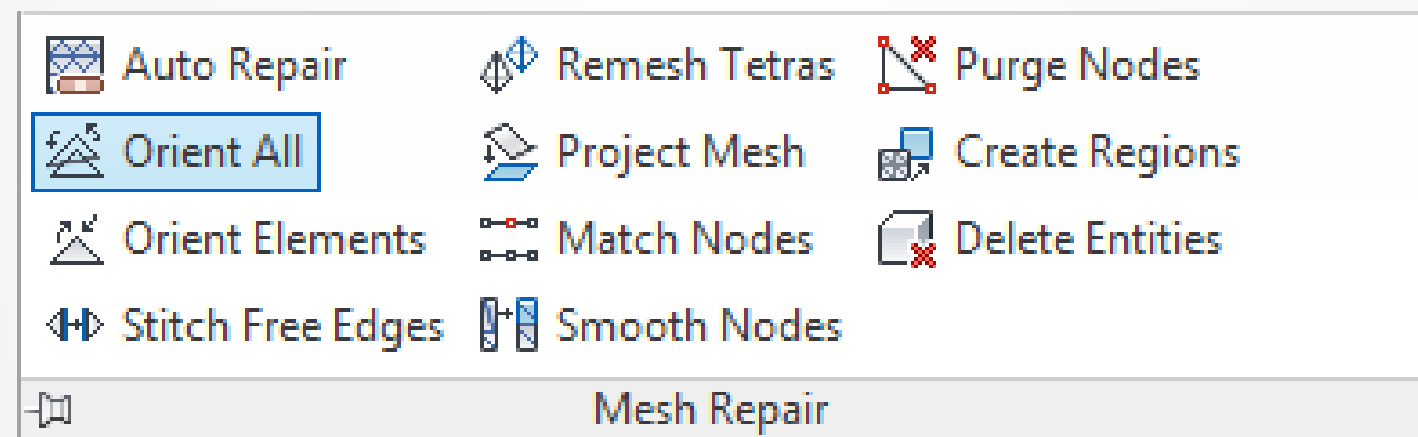 Auto Repair
Remesh Tetras
Purge Nodes
Orient All
Project Mesh
Create Regions
Orient Elements
Match Nodes
Delete Entities
Stitch Free Edges
Smooth Nodes
Mesh Repair